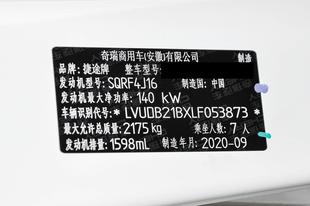 奇瑞商用车(安徽)有限公司 制造
品牌: 捷途牌 整车型号:
发动机型号: SQRF4J16 制造国: 中国
发动机最大净功率: 140 kW
车辆识别代号: * LVUDB21BXLF053873 *
最大允许总质量: 2175 kg 乘坐人数: 7 人
发动机排量: 1598mL 制造年月: 2020-09